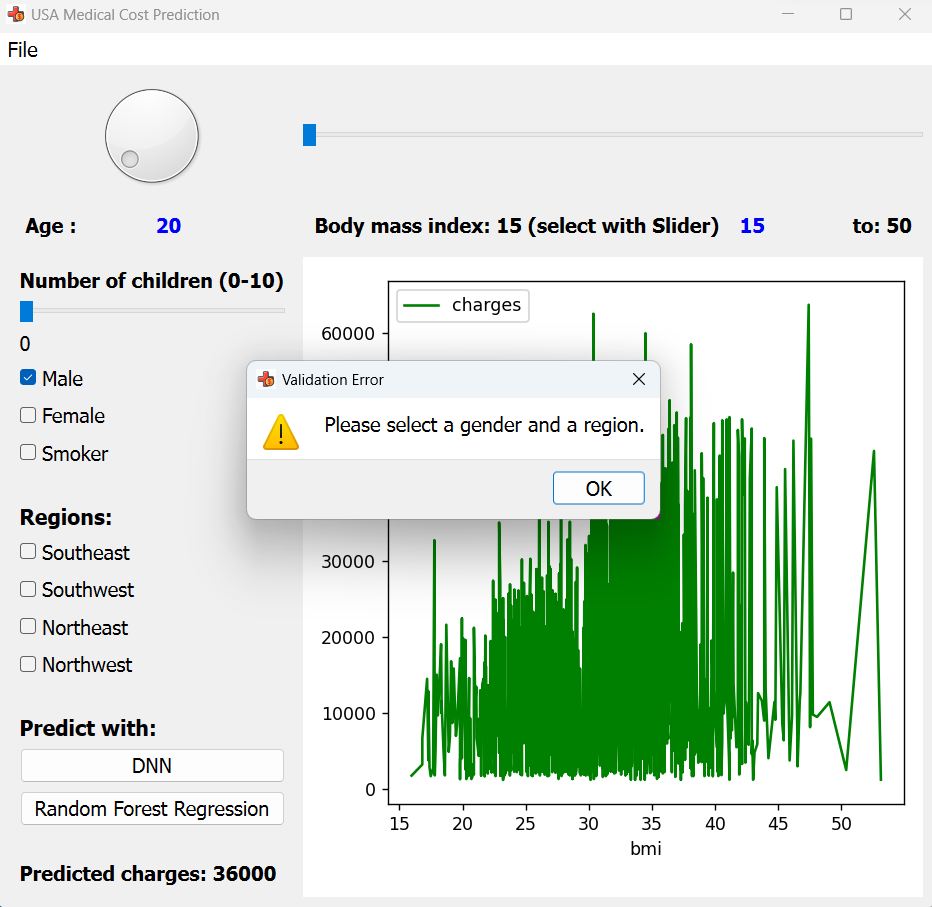 USA Medical Cost Prediction
File
Age : 20
Body mass index: 15 (select with Slider) 15 to: 50
Number of children (0-10)
0
Male
Female
Smoker
Regions:
Southeast
Southwest
Northeast
Northwest
Predict with:
DNN
Random Forest Regression
Predicted charges: 36000
charges
60000
30000
20000
10000
0
15 20 25 30 35 40 45 50
bmi
Validation Error
Please select a gender and a region.
OK